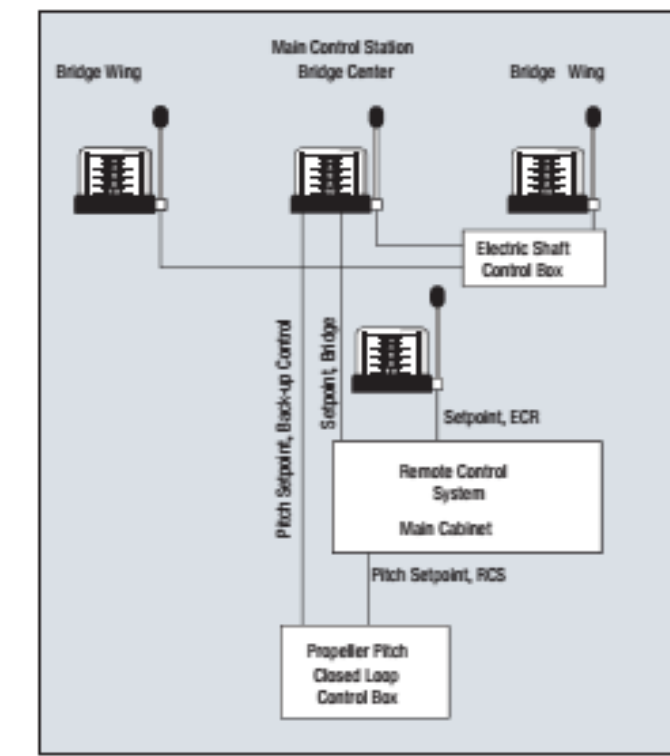 Main Control Station
Bridge Wing
Bridge Center
Bridge Wing
Electric Shaft
Control Box
Pitch Setpoint, Back-up Control
Setpoint, Bridge
Setpoint, ECR
Remote Control
System
Main Cabinet
Pitch Setpoint, RCS
Propeller Pitch
Closed Loop
Control Box